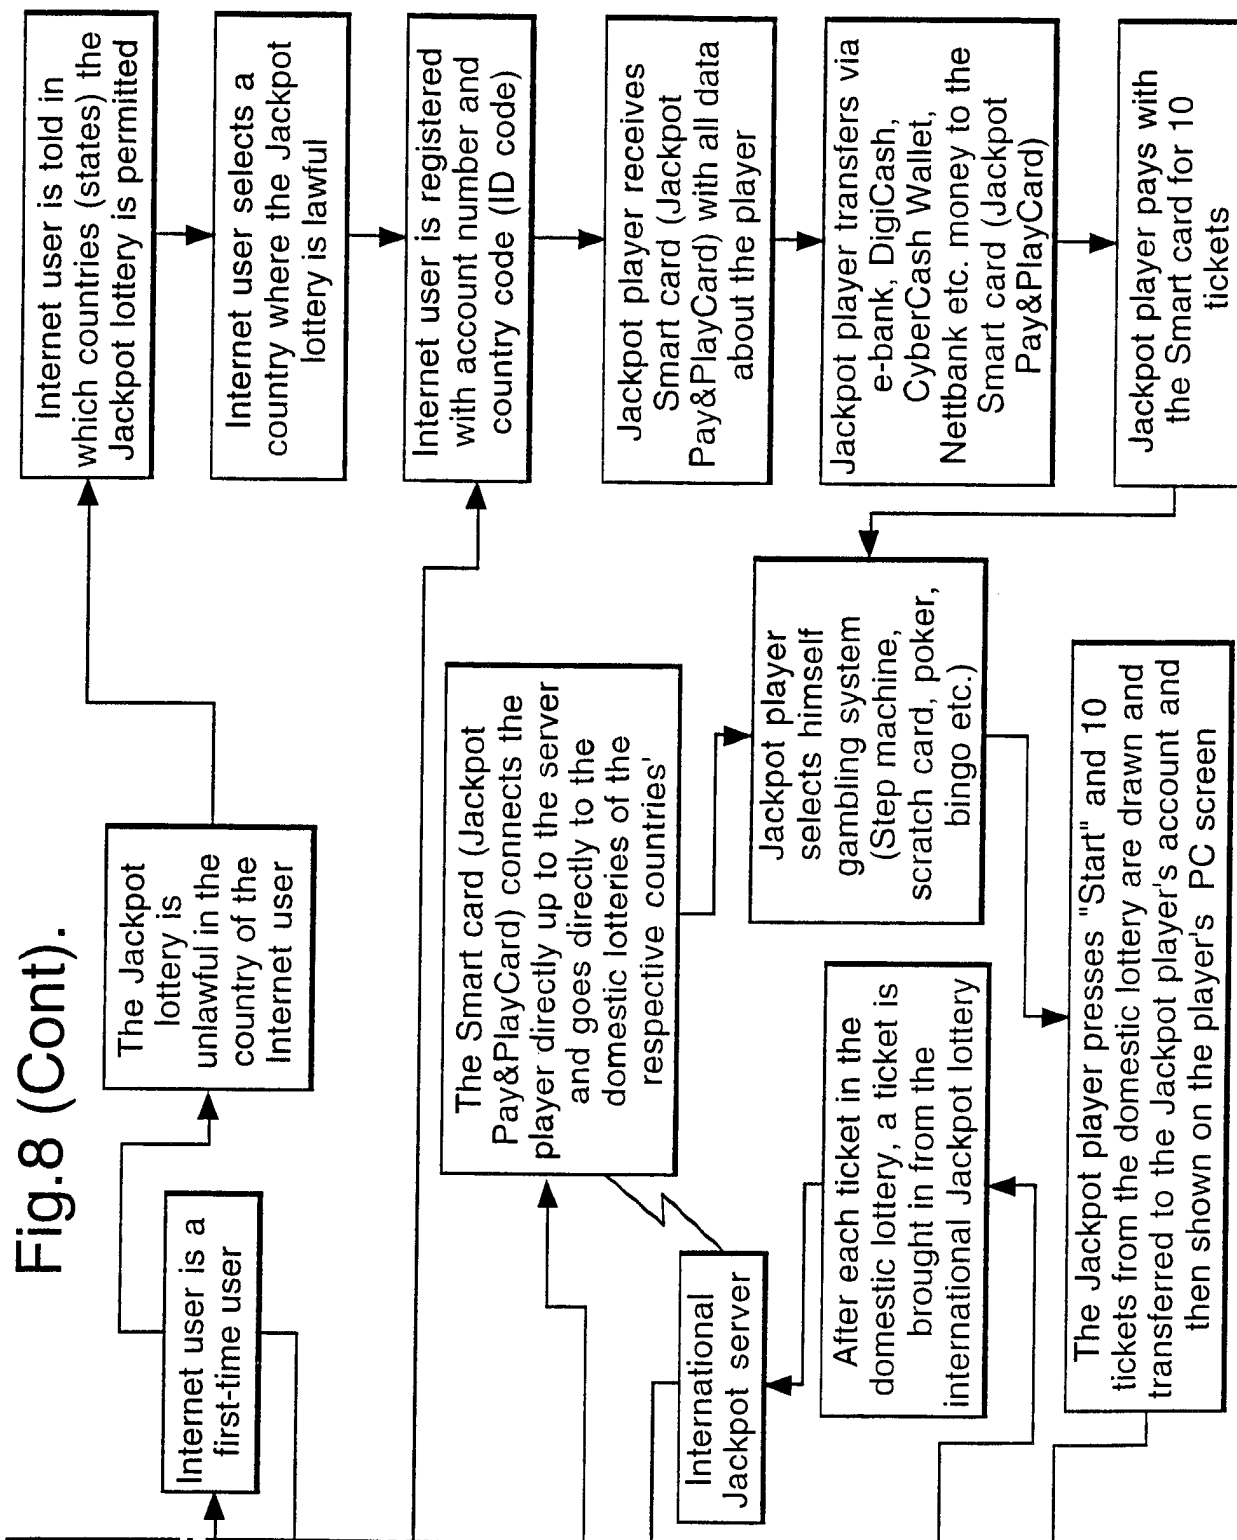 Fig.8 (Cont).
Internet user is a
first-time user
The Jackpot
lottery is
unlawful in the
country of the
Internet user
Internet user is told in
which countries (states) the
Jackpot lottery is permitted
Internet user selects a
country where the Jackpot
lottery is lawful
Internet user is registered
with account number and
country code (ID code)
Jackpot player receives
Smart card (Jackpot
Pay&PlayCard) with all data
about the player
Jackpot player transfers via
e-bank, DigiCash,
CyberCash Wallet,
Nettbank etc. money to the
Smart card (Jackpot
Pay&PlayCard)
Jackpot player pays with
the Smart card for 10
tickets
The Smart card (Jackpot
Pay&PlayCard) connects the
player directly up to the server
and goes directly to the
domestic lotteries of the
respective countries'
Jackpot player
selects himself
gambling system
(Step machine,
scratch card, poker,
bingo etc.)
International
Jackpot server
After each ticket in the
domestic lottery, a ticket is
brought in from the
international Jackpot lottery
The Jackpot player presses "Start" and 10
tickets from the domestic lottery are drawn and
transferred to the Jackpot player's account and
then shown on the player's PC screen